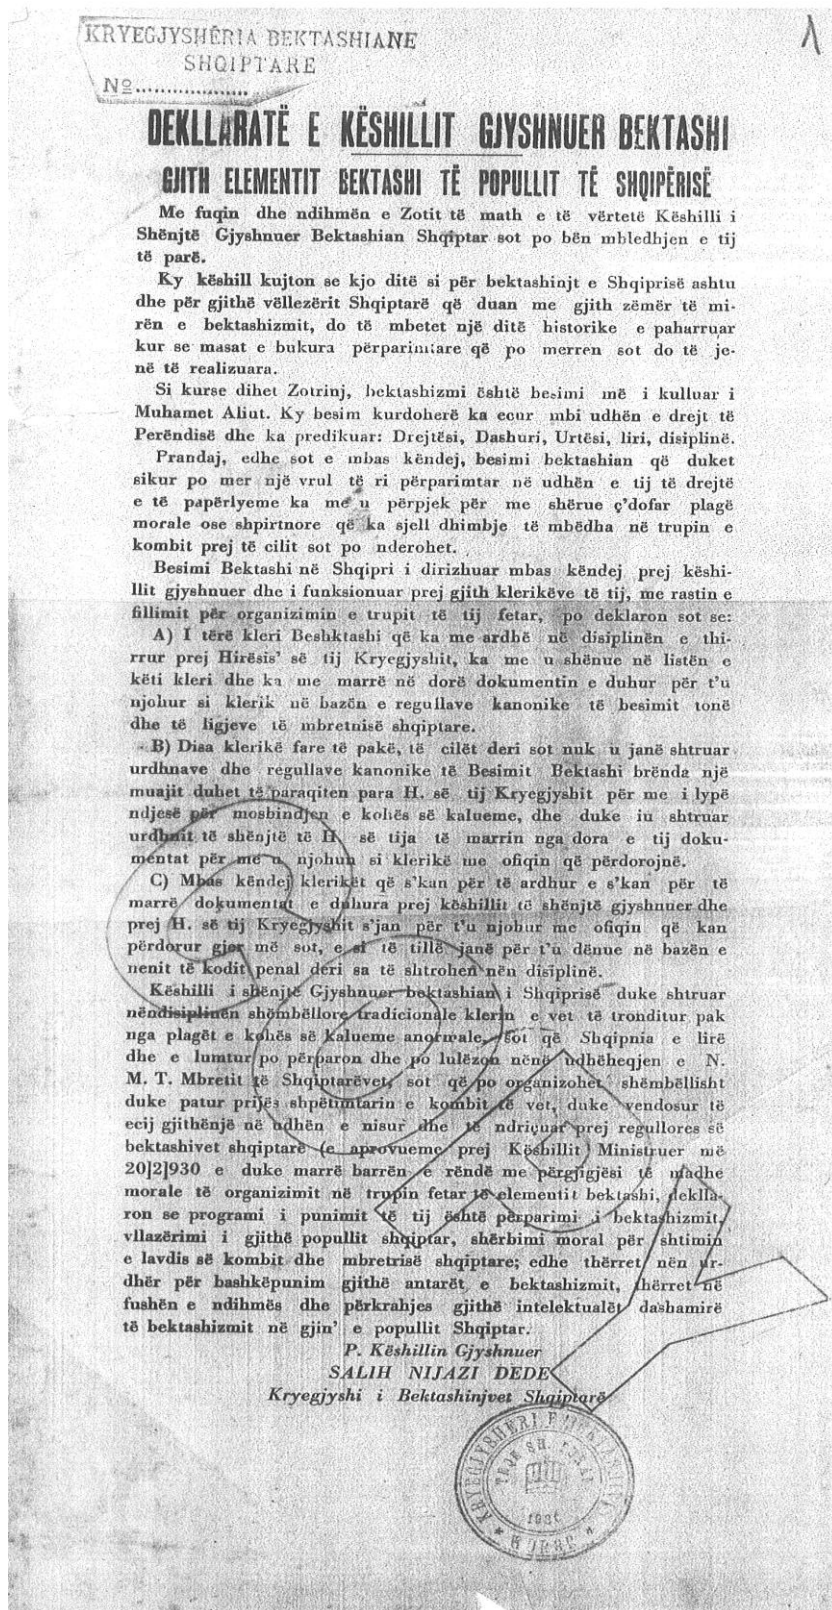 KRYEGJYSHËRIA BEKTASHIANE
SHQIPTARE
Nº..................
DEKLLARATË E KËSHILLIT GJYSHNUER BEKTASHI
GJITH ELEMENTIT BEKTASHI TË POPULLIT TË SHQIPËRISË
Me fuqin dhe ndihmën e Zotit të math e të vërtetë Këshilli i
Shënjtë Gjyshnuer Bektashian Shqiptar sot po bën mbledhjen e tij
të parë.
Ky këshill kujton se kjo ditë si për bektashinjt e Shqiprisë ashtu
dhe për gjithë vëllezërit Shqiptarë që duan me gjith zëmër të mi-
rën e bektashizmit, do të mbetet një ditë historike e paharruar
kur se masat e bukura përparimtare që po merren sot do të je-
në të realizuara.
Si kurse dihet Zotrinj, bektashizmi është besimi më i kulluar i
Muhamet Aliut. Ky besim kurdoherë ka ecur mbi udhën e drejt të
Perëndisë dhe ka predikuar: Drejtësi, Dashuri, Urtësi, liri, disiplinë.
Prandaj, edhe sot e mbas këndej, besimi bektashian që duket
sikur po mer një vrul të ri përparimtar në udhën e tij të drejtë
e të papërlyeme ka me u përpjek për me shërue ç'dofar plagë
morale ose shpirtnore që ka sjell dhimbje të mbëdha në trupin e
kombit prej të cilit sot po nderohet.
Besimi Bektashi në Shqipri i dirizhuar mbas këndej prej këshi-
llit gjyshnuer dhe i funksionuar prej gjith klerikëve të tij, me rastin e
fillimit për organizimin e trupit të tij fetar, po deklaron sot se:
A) I tërë kleri Beshktashi që ka me ardhë në disiplinën e thi-
rrur prej Hirësis' së tij Kryegjyshit, ka me u shënue në listën e
këti kleri dhe ka me marrë në dorë dokumentin e duhur për t'u
njohur si klerik në bazën e regullave kanonike të besimit tonë
dhe të ligjeve të mbretnisë shqiptare.
B) Disa klerikë fare të pakë, të cilët deri sot nuk u janë shtruar
urdhnave dhe regullave kanonike të Besimit Bektashi brënda një
muajit duhet të paraqiten para H. së tij Kryegjyshit për me i lypë
ndjesë për mosbindjen e kohës së kalueme, dhe duke iu shtruar
urdhnit të shënjtë të H. së tija të marrin nga dora e tij doku-
mentat për me u njohun si klerikë me ofiqin që përdorojnë.
C) Mbas këndej klerikët që s'kan për të ardhur e s'kan për të
marrë dokumentat e duhura prej këshillit të shënjtë gjyshnuer dhe
prej H. së tij Kryegjyshit s'jan për t'u njohur me ofiqin që kan
përdorur gjer më sot, e si të tillë janë për t'u dënue në bazën e
nenit të kodit penal deri sa të shtrohen nën disiplinë.
Këshilli i shënjtë Gjyshnuer bektashian i Shqiprisë duke shtruar
nëndisiplinën shëmbëllore tradicionale klerin e vet të tronditur pak
nga plagët e kohës së kalueme anormale, sot që Shqipnia e lirë
dhe e lumtur po përparon dhe po lulëzon nënë udhëheqjen e N.
M. T. Mbretit të Shqiptarëvet, sot që po organizohet shëmbëllisht
duke patur prijës shpëtimtarin e kombit të vet, duke vendosur të
ecij gjithënjë në udhën e nisur dhe të ndriçuar prej regullores së
bektashivet shqiptarë (e aprovueme prej Këshillit Ministruer më
20]2]930 e duke marrë barrën e rëndë me përgjigjësi të madhe
morale të organizimit në trupin fetar të elementit bektashi, deklla-
ron se programi i punimit të tij është përparimi i bektashizmit,
vllazërimi i gjithë popullit shqiptar, shërbimi moral për shtimin
e lavdis së kombit dhe mbretrisë shqiptare; edhe thërret nën ur-
dhër për bashkëpunim gjithë antarët e bektashizmit, thërret në
fushën e ndihmës dhe përkrahjes gjithë intelektualët dashamirë
të bektashizmit në gjin' e popullit Shqiptar.
P. Këshillin Gjyshnuer
SALIH NIJAZI DEDE
Kryegjyshi i Bektashinjvet Shqiptarë